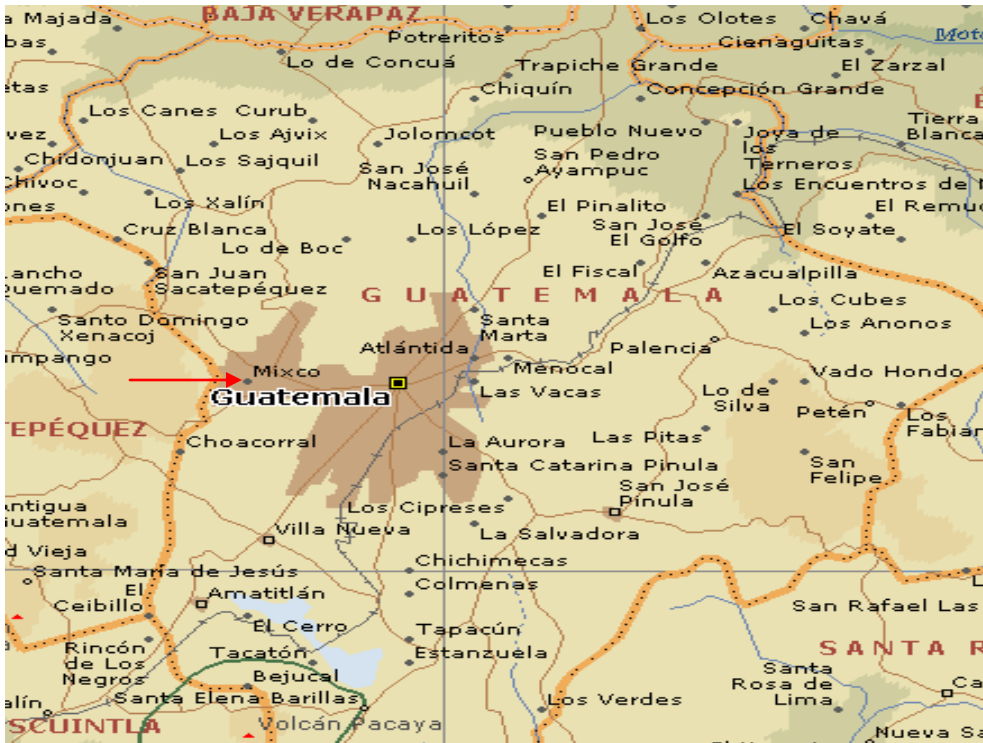 BAJA VERAPAZ
a Majada
Potreritos
Los Olotes
Chavá
Cienaguitas
Moto
bas
Lo de Concuá
Trapiche Grande
El Zarzal
etas
Chiquín
Concepción Grande
Los Canes
Curub
Tierra
Blanca
vez
Los Ajvix
Jolomcot
Pueblo Nuevo
Joya de
los
Terneros
Chidonjuan
Los Sajquil
San José
Nacahuil
San Pedro
Ayampuc
Chivoc
Los Encuentros de N
ones
Los Xalín
El Pinalito
El Remud
Cruz Blanca
Lo de Boc
Los López
San José
El Golfo
El Soyate
ancho
Quemado
San Juan
Sacatepéquez
El Fiscal
Azacualpilla
GUATEMALA
Los Cubes
Santo Domingo
Xenacoj
Santa
Marta
Los Anonos
umpango
Atlántida
Palencia
Mixco
Menocal
Vado Hondo
Guatemala
Las Vacas
Lo de
Silva
Petén
Los
Fabian
TEPÉQUEZ
Choacorral
La Aurora
Las Pitas
Santa Catarina Pinula
San
Felipe
San José
Pinula
Antigua
Guatemala
Los Cipreses
Villa Nueva
La Salvadora
d Vieja
Chichimecas
Santa María de Jesús
Colmenas
El
Ceibillo
Amatitlán
San Rafael Las
El Cerro
Tapacún
Rincón
de Los
Negros
Tacatón
Estanzuela
SANTA R
Bejucal
Santa
Rosa de
Lima
Ca
alín
Santa Elena Barillas
Los Verdes
SCUINTLA
Volcán Pacaya
Nueva Sa